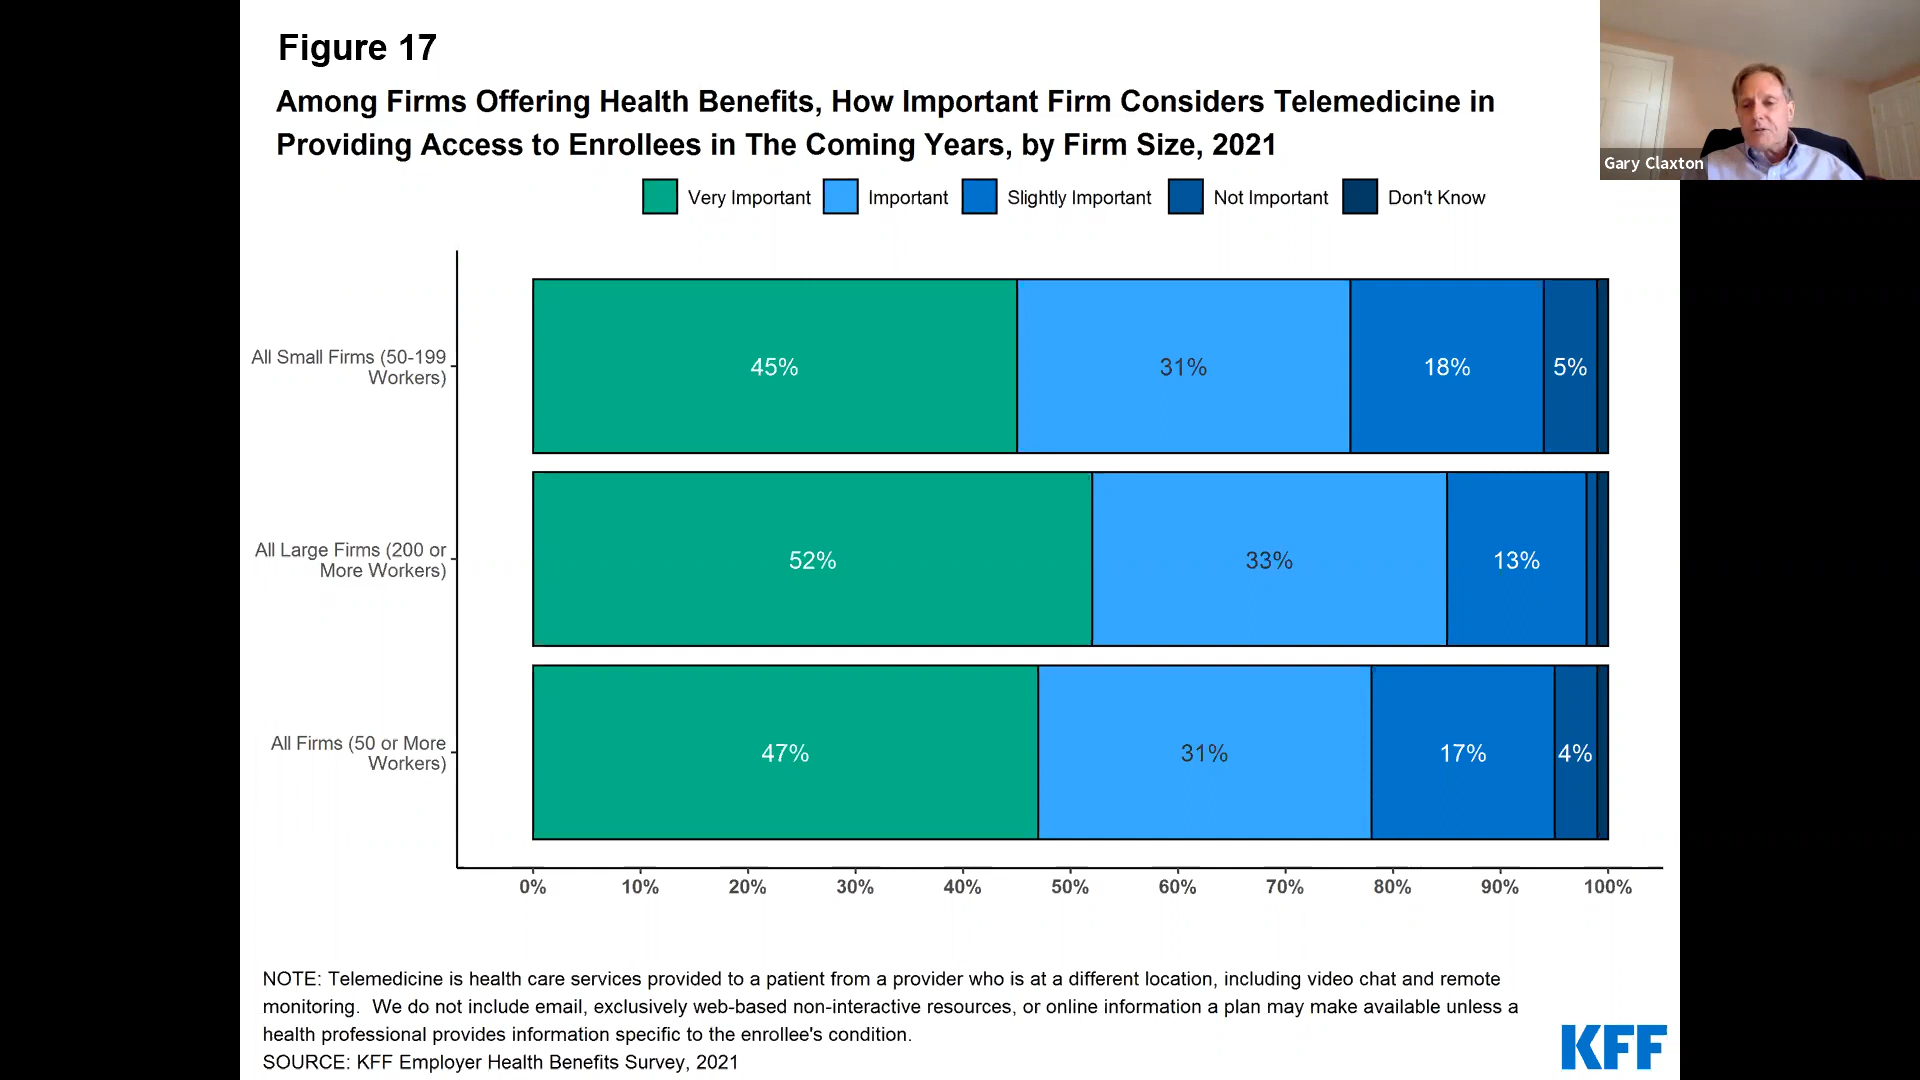 Figure 17
Among Firms Offering Health Benefits, How Important Firm Considers Telemedicine in
Providing Access to Enrollees in The Coming Years, by Firm Size, 2021
Gary Claxton
Very Important Important Slightly Important Not Important Don't Know
All Small Firms (50-199
Workers)
45% 31% 18% 5%
All Large Firms (200 or
More Workers)
52% 33% 13%
All Firms (50 or More
Workers)
47% 31% 17% 4%
0% 10% 20% 30% 40% 50% 60% 70% 80% 90% 100%
NOTE: Telemedicine is health care services provided to a patient from a provider who is at a different location, including video chat and remote
monitoring.  We do not include email, exclusively web-based non-interactive resources, or online information a plan may make available unless a
health professional provides information specific to the enrollee's condition.
SOURCE: KFF Employer Health Benefits Survey, 2021
KFF